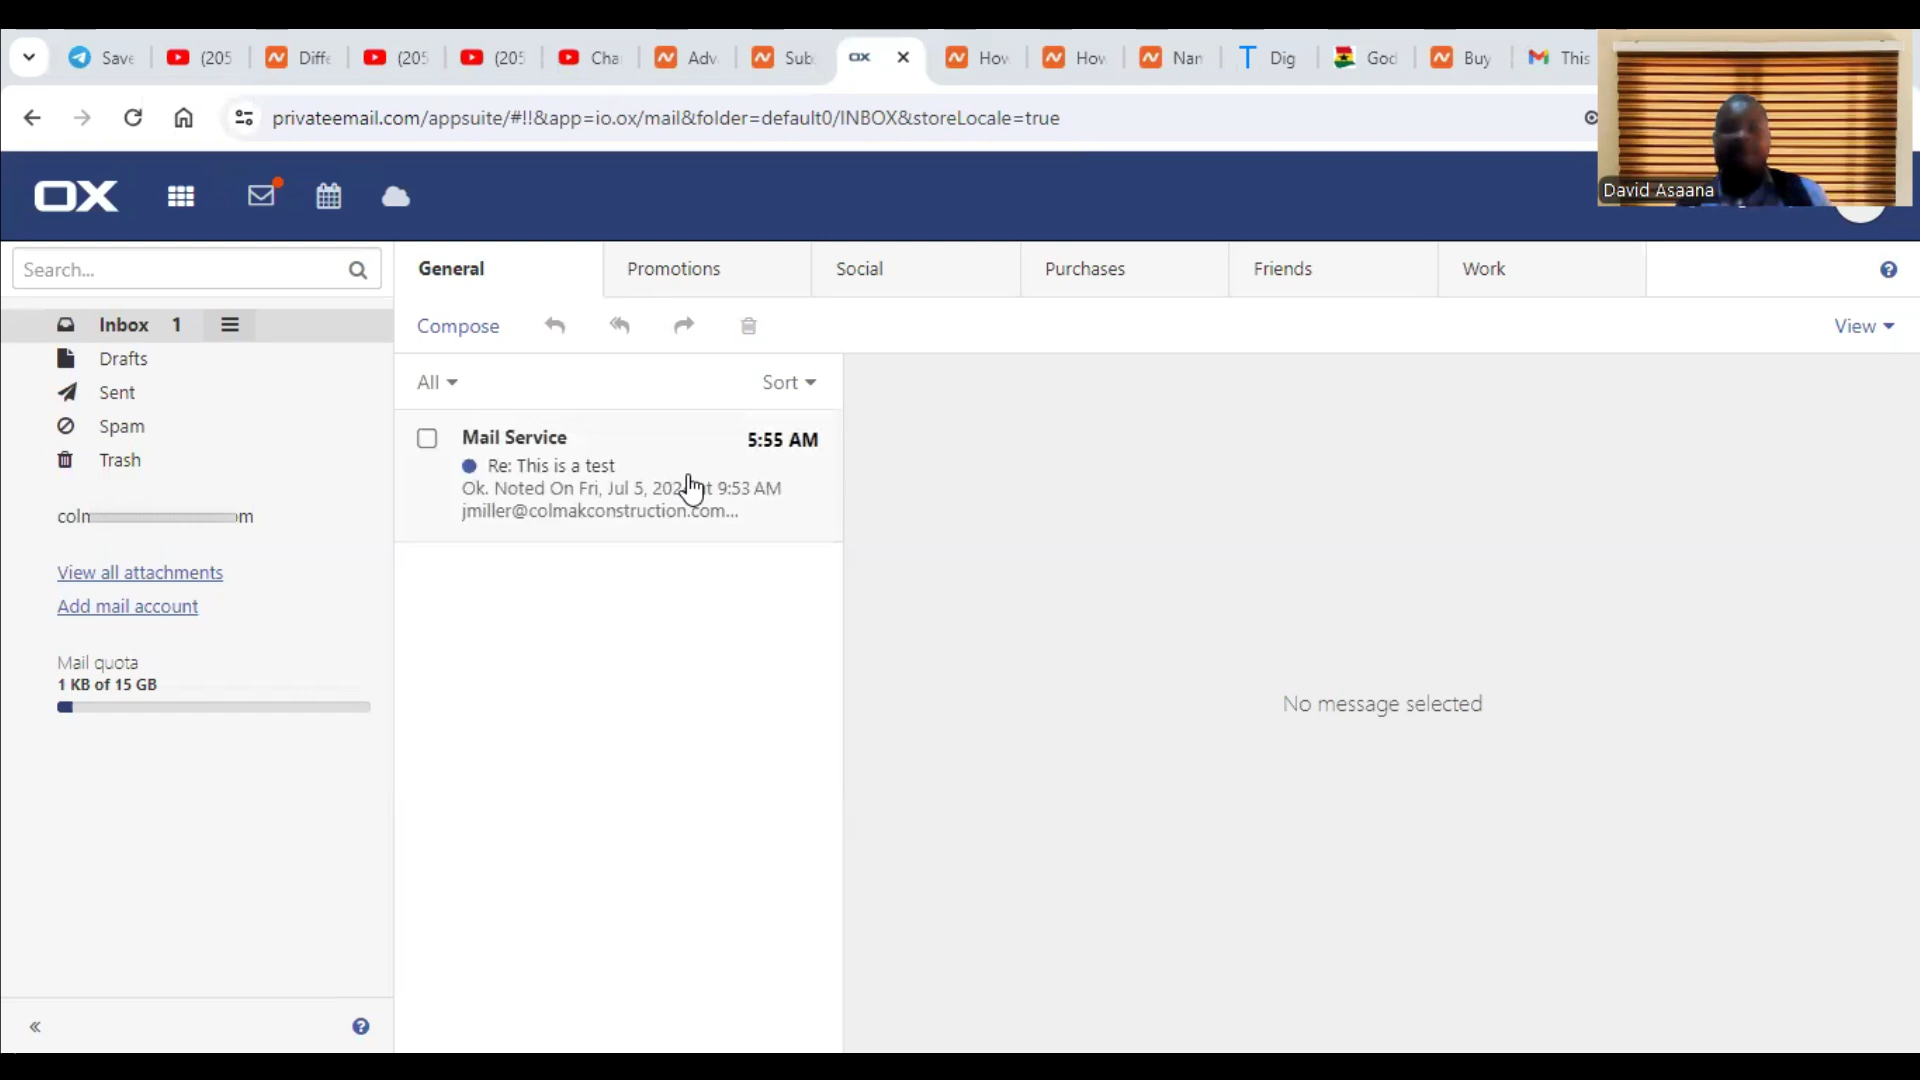 Save
(205
Diffe
(205
(205
Cha
Adv
Sub
OX
How
How
Nan
Dig
God
Buy
This
privateemail.com/appsuite/#!!&app=io.ox/mail&folder=default0/INBOX&storeLocale=true
David Asaana
OX
Search...
General
Promotions
Social
Purchases
Friends
Work
Inbox 1
Compose
View
Drafts
Sent
Spam
Trash
All
Sort
Mail Service 5:55 AM
Re: This is a test
Ok. Noted On Fri, Jul 5, 202 t 9:53 AM
jmiller@colmakconstruction.com...
coln m
View all attachments
Add mail account
Mail quota
1 KB of 15 GB
No message selected